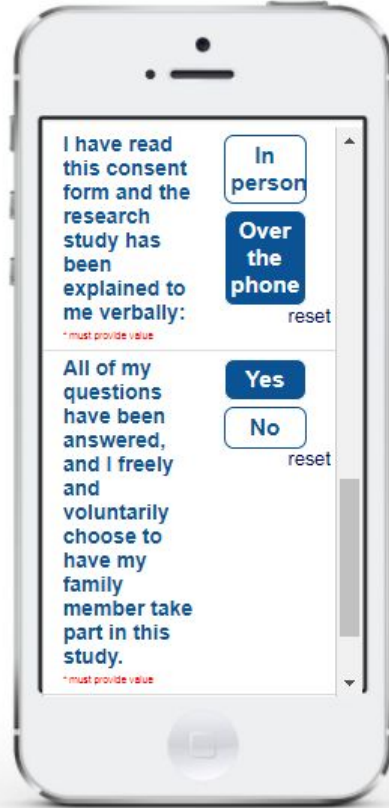 I have read
this consent
form and the
research
study has
been
explained to
me verbally:
* must provide value
In
person
Over
the
phone
reset
All of my
questions
have been
answered,
and I freely
and
voluntarily
choose to
have my
family
member take
part in this
study.
* must provide value
Yes
No
reset